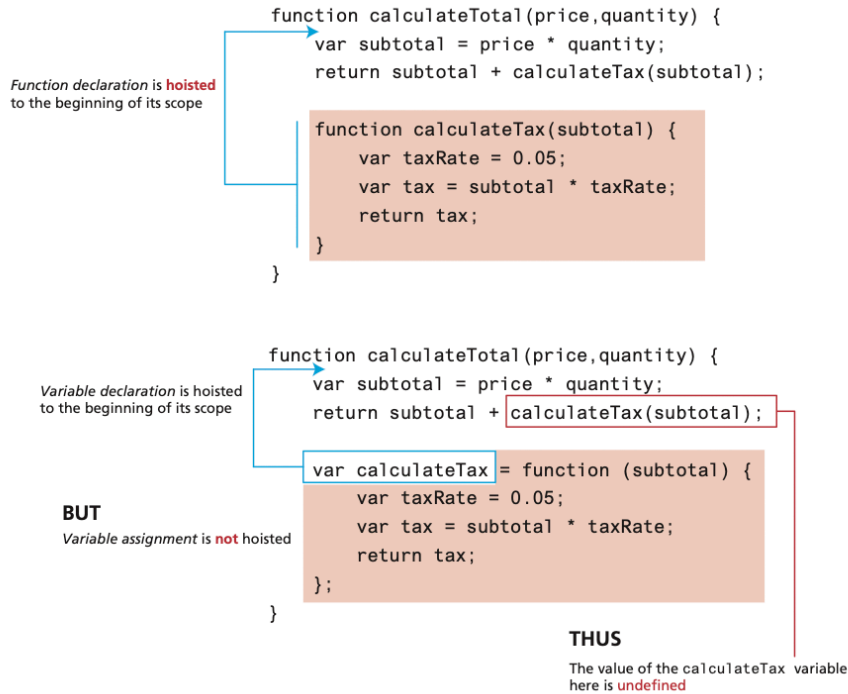 function calculateTotal(price,quantity) {
var subtotal = price * quantity;
return subtotal + calculateTax(subtotal);
Function declaration is hoisted
to the beginning of its scope
function calculateTax(subtotal) {
var taxRate = 0.05;
var tax = subtotal * taxRate;
return tax;
}
}
function calculateTotal(price,quantity) {
var subtotal = price * quantity;
return subtotal + calculateTax(subtotal);
Variable declaration is hoisted
to the beginning of its scope
var calculateTax = function (subtotal) {
var taxRate = 0.05;
var tax = subtotal * taxRate;
return tax;
};
}
BUT
Variable assignment is not hoisted
THUS
The value of the calculateTax variable
here is undefined